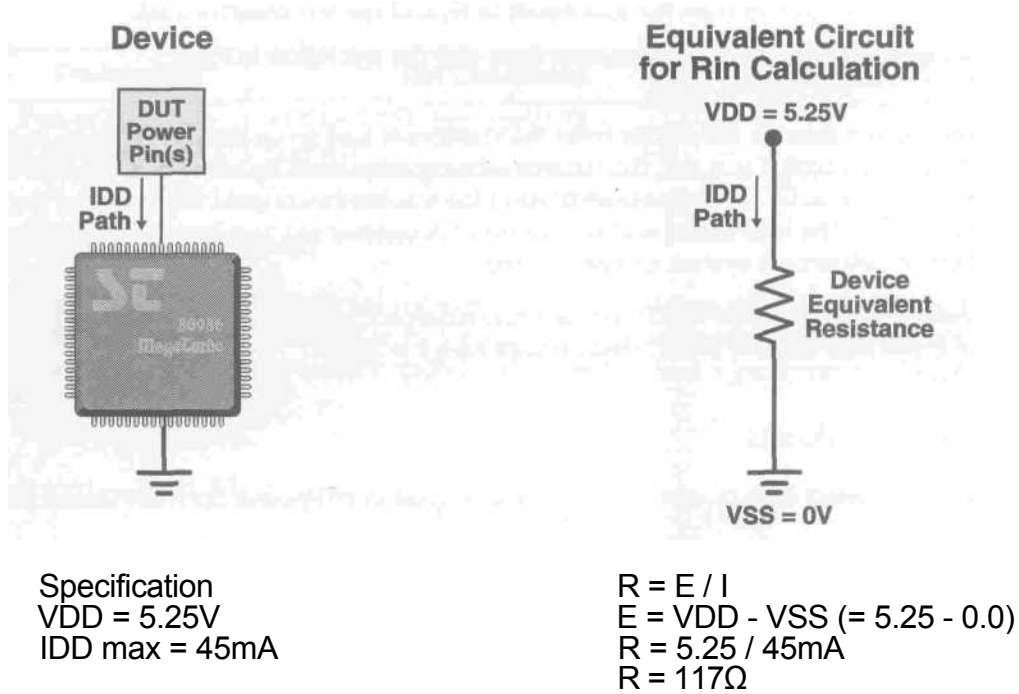 Device
DUT
Power
Pin(s)
IDD
Path
80986
MegaTurbo
Equivalent Circuit
for Rin Calculation
VDD = 5.25V
IDD
Path
Device
Equivalent
Resistance
VSS = 0V
Specification
VDD = 5.25V
IDD max = 45mA
R = E / I
E = VDD - VSS (= 5.25 - 0.0)
R = 5.25 / 45mA
R = 117Ω